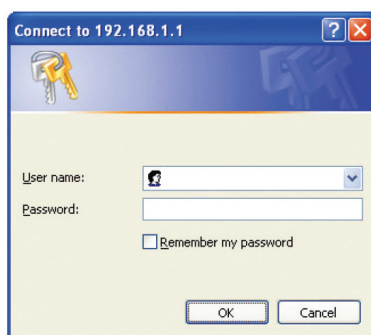 Connect to 192.168.1.1
User name:
Password:
Remember my password
OK Cancel